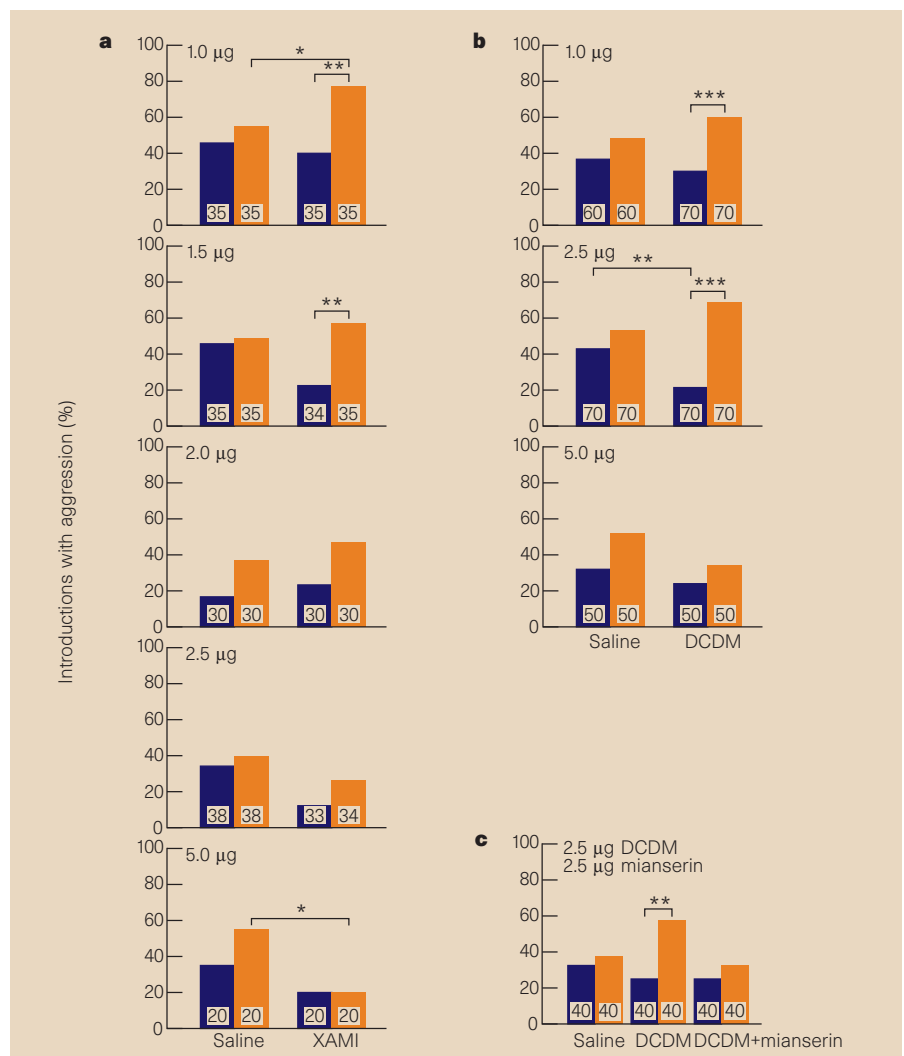 Introductions with aggression (%)
a
100
80
60
40
20
0
1.0 µg
*
**
35 35 35 35
100
80
60
40
20
0
1.5 µg
**
35 35 34 35
100
80
60
40
20
0
2.0 µg
30 30 30 30
100
80
60
40
20
0
2.5 µg
38 38 33 34
100
80
60
40
20
0
5.0 µg
*
20 20 20 20
Saline XAMI
b
100
80
60
40
20
0
1.0 µg
***
60 60 70 70
100
80
60
40
20
0
2.5 µg
**
***
70 70 70 70
100
80
60
40
20
0
5.0 µg
50 50 50 50
Saline DCDM
c
100
80
60
40
20
0
2.5 µg DCDM
2.5 µg mianserin
**
40 40 40 40 40 40
Saline DCDM DCDM+mianserin